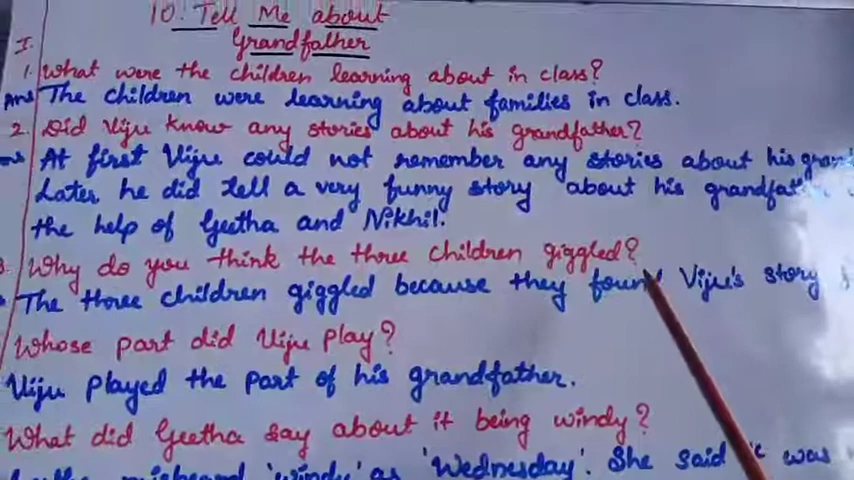 10. Tell Me about
Grandfather
I.
1. What were the children learning about in class?
Ans The children were learning about families in class.
2. Did Viju know any stories about his grandfather?
At first Viju could not remember any stories about his
Later he did tell a very funny story about his
the help of Geetha and Nikhil.
3. Why do you think the three children giggled?
The three children giggled because they found Viju's story
Whose part did Viju play?
Viju played the part of his grandfather.
What did Geetha say about it being windy?
misheard 'windy' as 'Wednesday'. She said was